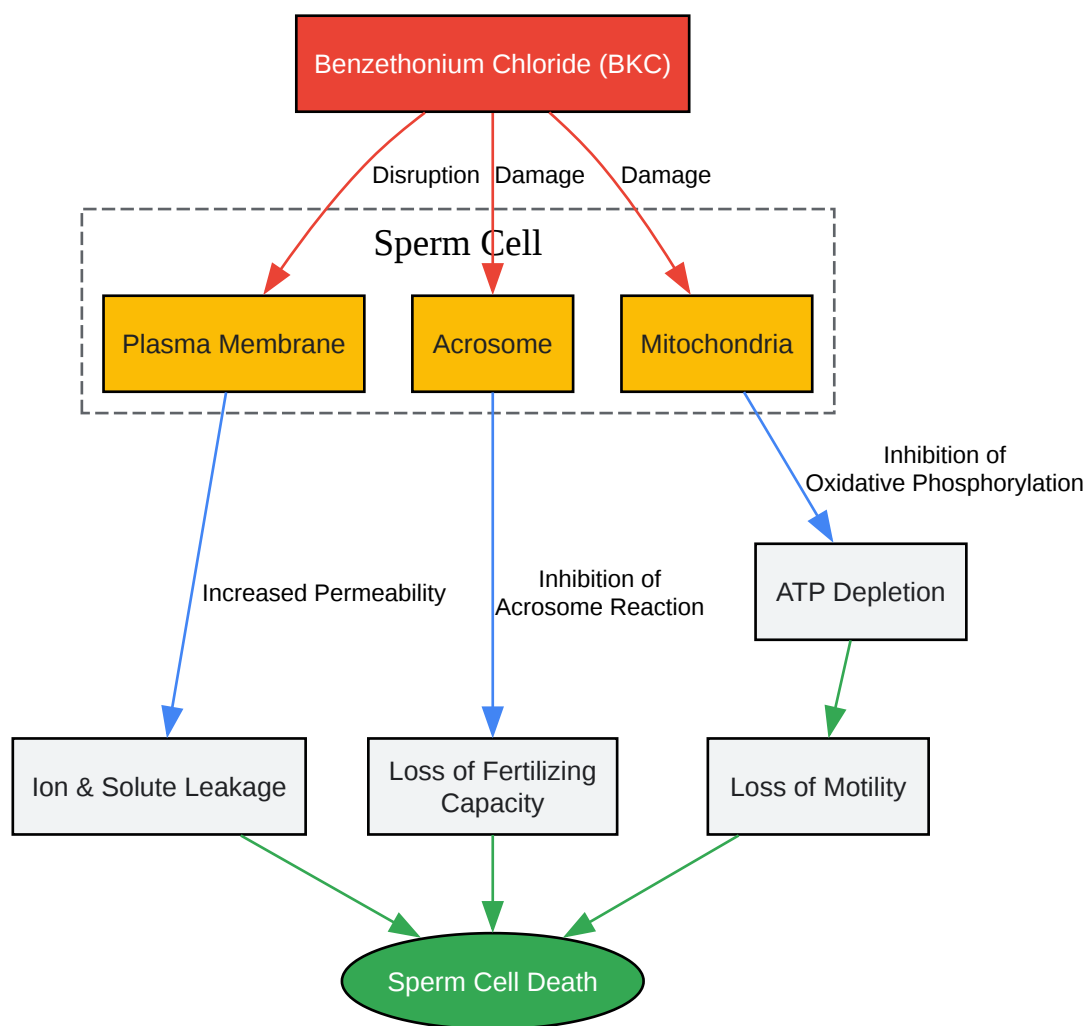 Benzethonium Chloride (BKC)
Disruption
Damage
Damage
Sperm Cell
Plasma Membrane
Acrosome
Mitochondria
Inhibition of
Oxidative Phosphorylation
Increased Permeability
Inhibition of
Acrosome Reaction
ATP Depletion
Ion & Solute Leakage
Loss of Fertilizing
Capacity
Loss of Motility
Sperm Cell Death